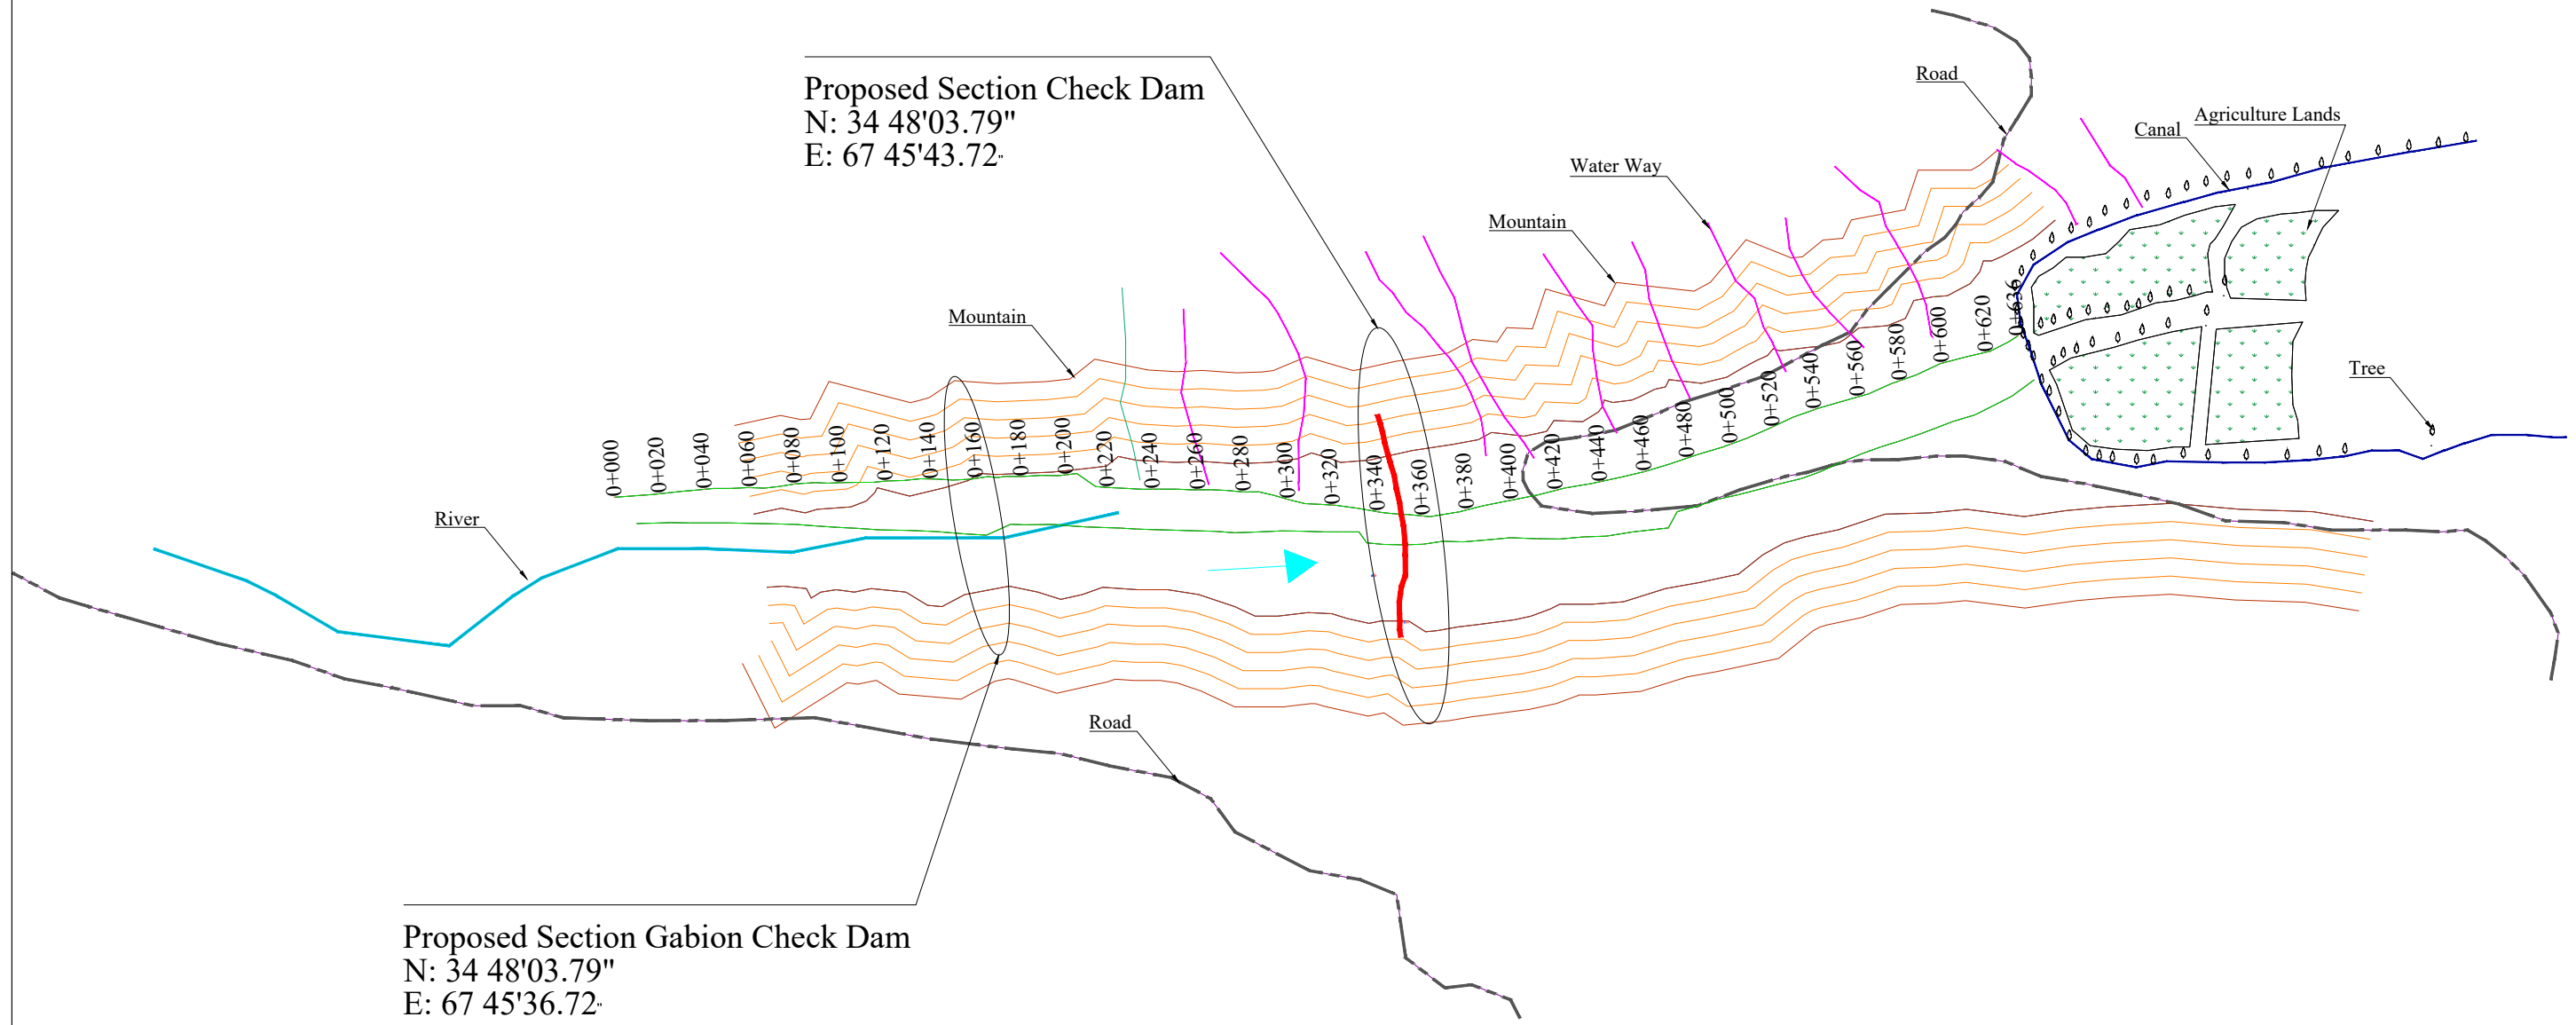 Proposed Section Check Dam
N: 34 48'03.79"
E: 67 45'43.72"
Road
Canal
Agriculture Lands
Water Way
Mountain
Mountain
Tree
River
0+000
0+020
0+040
0+060
0+080
0+100
0+120
0+140
0+160
0+180
0+200
0+220
0+240
0+260
0+280
0+300
0+320
0+340
0+360
0+380
0+400
0+420
0+440
0+460
0+480
0+500
0+520
0+540
0+560
0+580
0+600
0+620
0+636
Road
Proposed Section Gabion Check Dam
N: 34 48'03.79"
E: 67 45'36.72"